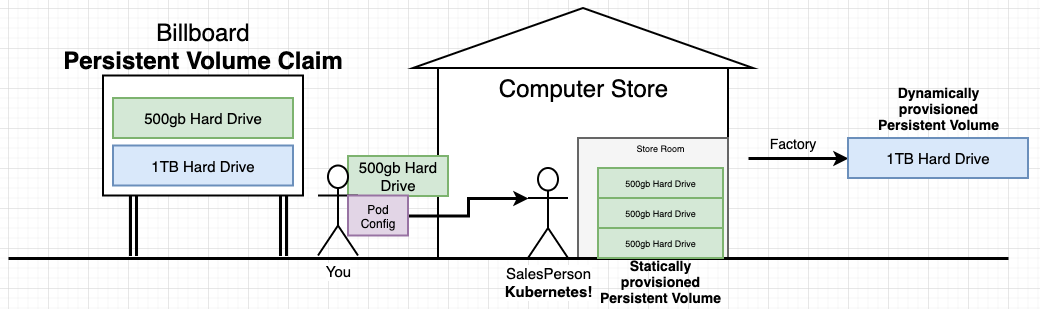 Billboard
Persistent Volume Claim
500gb Hard Drive
1TB Hard Drive
500gb Hard
Drive
Pod
Config
You
Computer Store
Store Room
500gb Hard Drive
500gb Hard Drive
500gb Hard Drive
SalesPerson
Kubernetes!
Statically
provisioned
Persistent Volume
Factory
Dynamically
provisioned
Persistent Volume
1TB Hard Drive